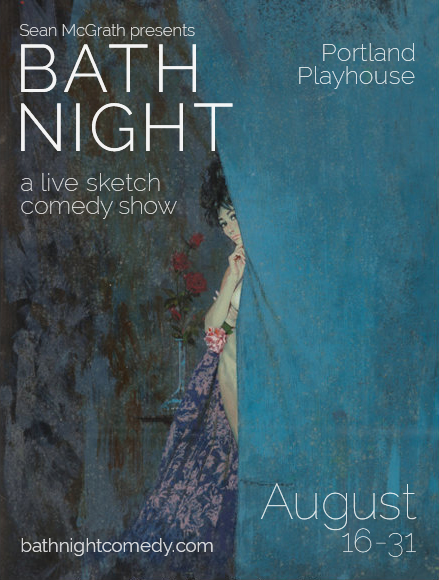 Sean McGrath presents
BATH
NIGHT
a live sketch
comedy show
Portland
Playhouse
August
16-31
bathnightcomedy.com